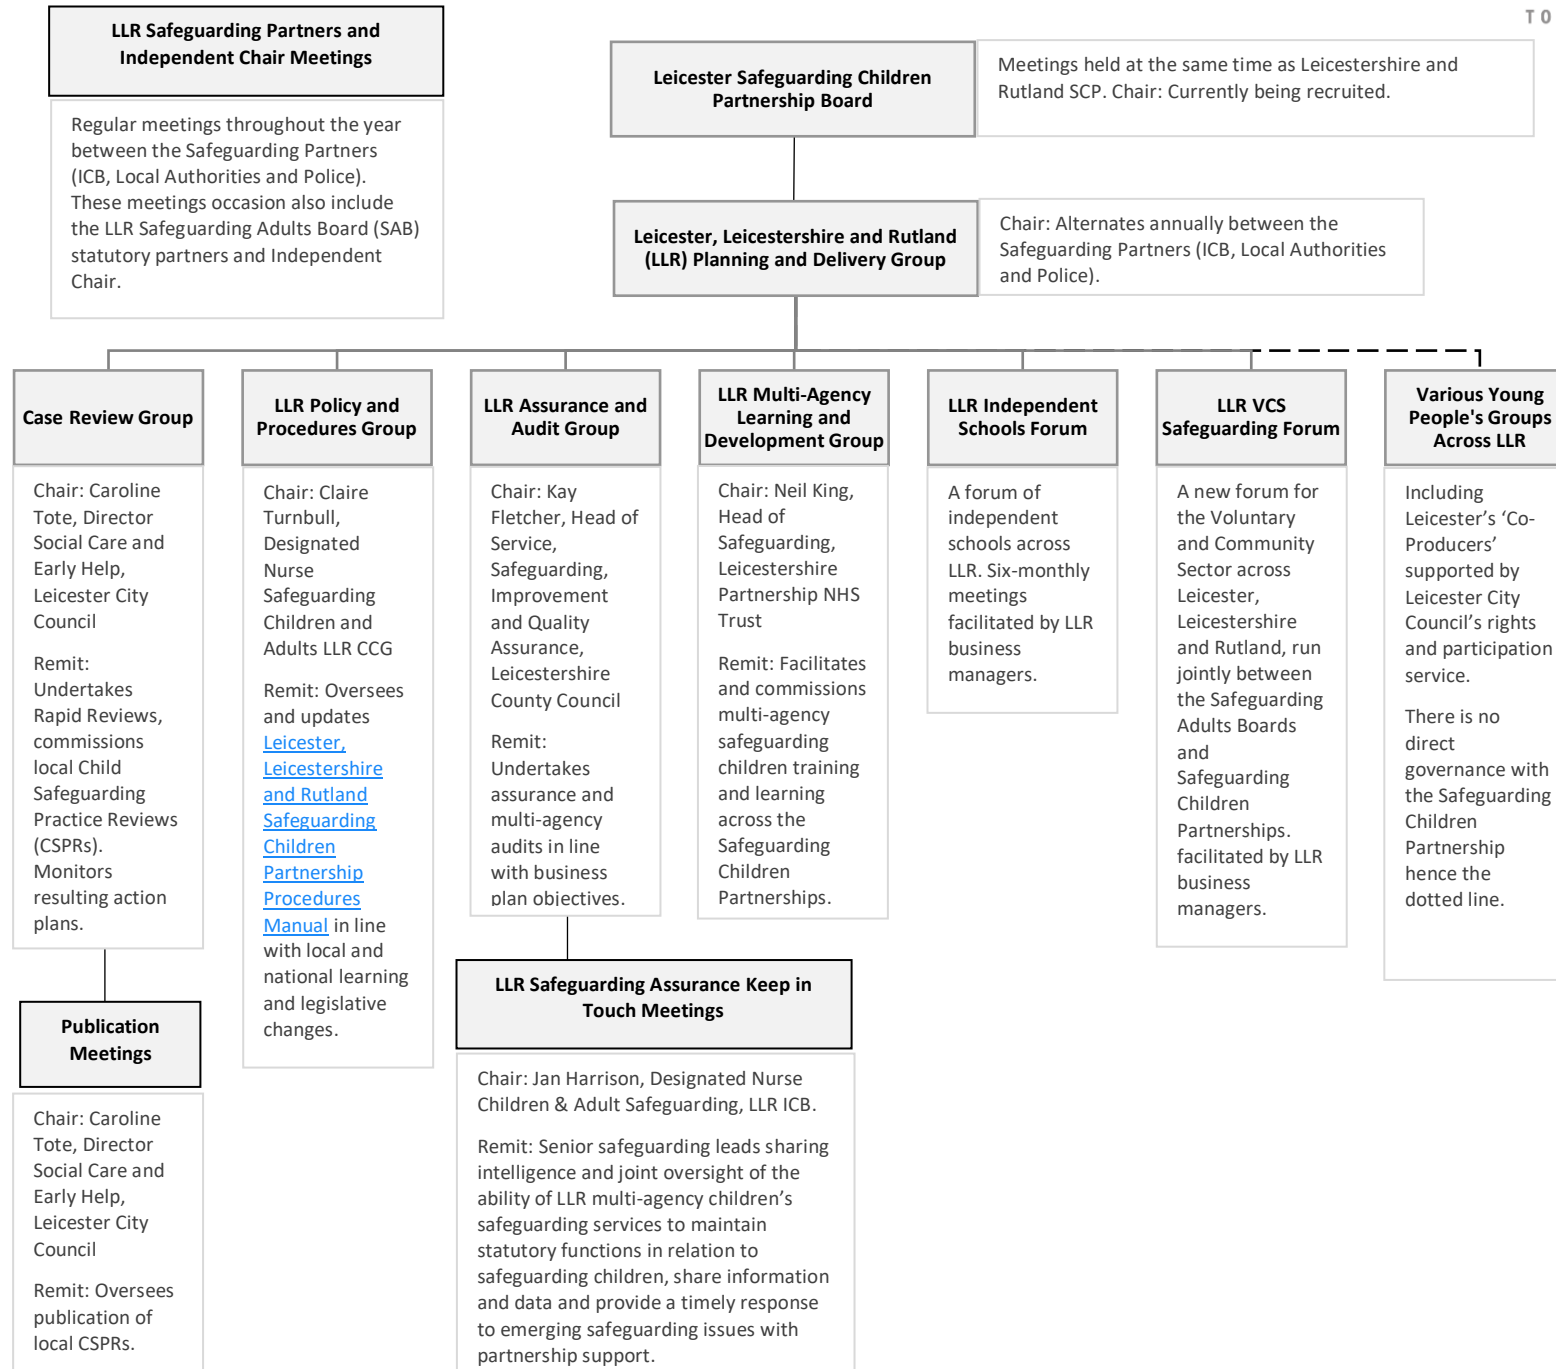 T O
LLR Safeguarding Partners and
Independent Chair Meetings
Regular meetings throughout the year
between the Safeguarding Partners
(ICB, Local Authorities and Police).
These meetings occasion also include
the LLR Safeguarding Adults Board (SAB)
statutory partners and Independent
Chair.
Leicester Safeguarding Children
Partnership Board
Meetings held at the same time as Leicestershire and
Rutland SCP. Chair: Currently being recruited.
Leicester, Leicestershire and Rutland
(LLR) Planning and Delivery Group
Chair: Alternates annually between the
Safeguarding Partners (ICB, Local Authorities
and Police).
Case Review Group
Chair: Caroline
Tote, Director
Social Care and
Early Help,
Leicester City
Council
Remit:
Undertakes
Rapid Reviews,
commissions
local Child
Safeguarding
Practice Reviews
(CSPRs).
Monitors
resulting action
plans.
Publication
Meetings
Chair: Caroline
Tote, Director
Social Care and
Early Help,
Leicester City
Council
Remit: Oversees
publication of
local CSPRs.
LLR Policy and
Procedures Group
Chair: Claire
Turnbull,
Designated
Nurse
Safeguarding
Children and
Adults LLR CCG
Remit: Oversees
and updates
Leicester,
Leicestershire
and Rutland
Safeguarding
Children
Partnership
Procedures
Manual in line
with local and
national learning
and legislative
changes.
LLR Assurance and
Audit Group
Chair: Kay
Fletcher, Head of
Service,
Safeguarding,
Improvement
and Quality
Assurance,
Leicestershire
County Council
Remit:
Undertakes
assurance and
multi-agency
audits in line
with business
plan objectives.
LLR Safeguarding Assurance Keep in
Touch Meetings
Chair: Jan Harrison, Designated Nurse
Children & Adult Safeguarding, LLR ICB.
Remit: Senior safeguarding leads sharing
intelligence and joint oversight of the
ability of LLR multi-agency children’s
safeguarding services to maintain
statutory functions in relation to
safeguarding children, share information
and data and provide a timely response
to emerging safeguarding issues with
partnership support.
LLR Multi-Agency
Learning and
Development Group
Chair: Neil King,
Head of
Safeguarding,
Leicestershire
Partnership NHS
Trust
Remit: Facilitates
and commissions
multi-agency
safeguarding
children training
and learning
across the
Safeguarding
Children
Partnerships.
LLR Independent
Schools Forum
A forum of
independent
schools across
LLR. Six-monthly
meetings
facilitated by LLR
business
managers.
LLR VCS
Safeguarding Forum
A new forum for
the Voluntary
and Community
Sector across
Leicester,
Leicestershire
and Rutland, run
jointly between
the Safeguarding
Adults Boards
and
Safeguarding
Children
Partnerships.
facilitated by LLR
business
managers.
Various Young
People's Groups
Across LLR
Including
Leicester’s ‘Co-
Producers’
supported by
Leicester City
Council’s rights
and participation
service.
There is no
direct
governance with
the Safeguarding
Children
Partnership
hence the
dotted line.